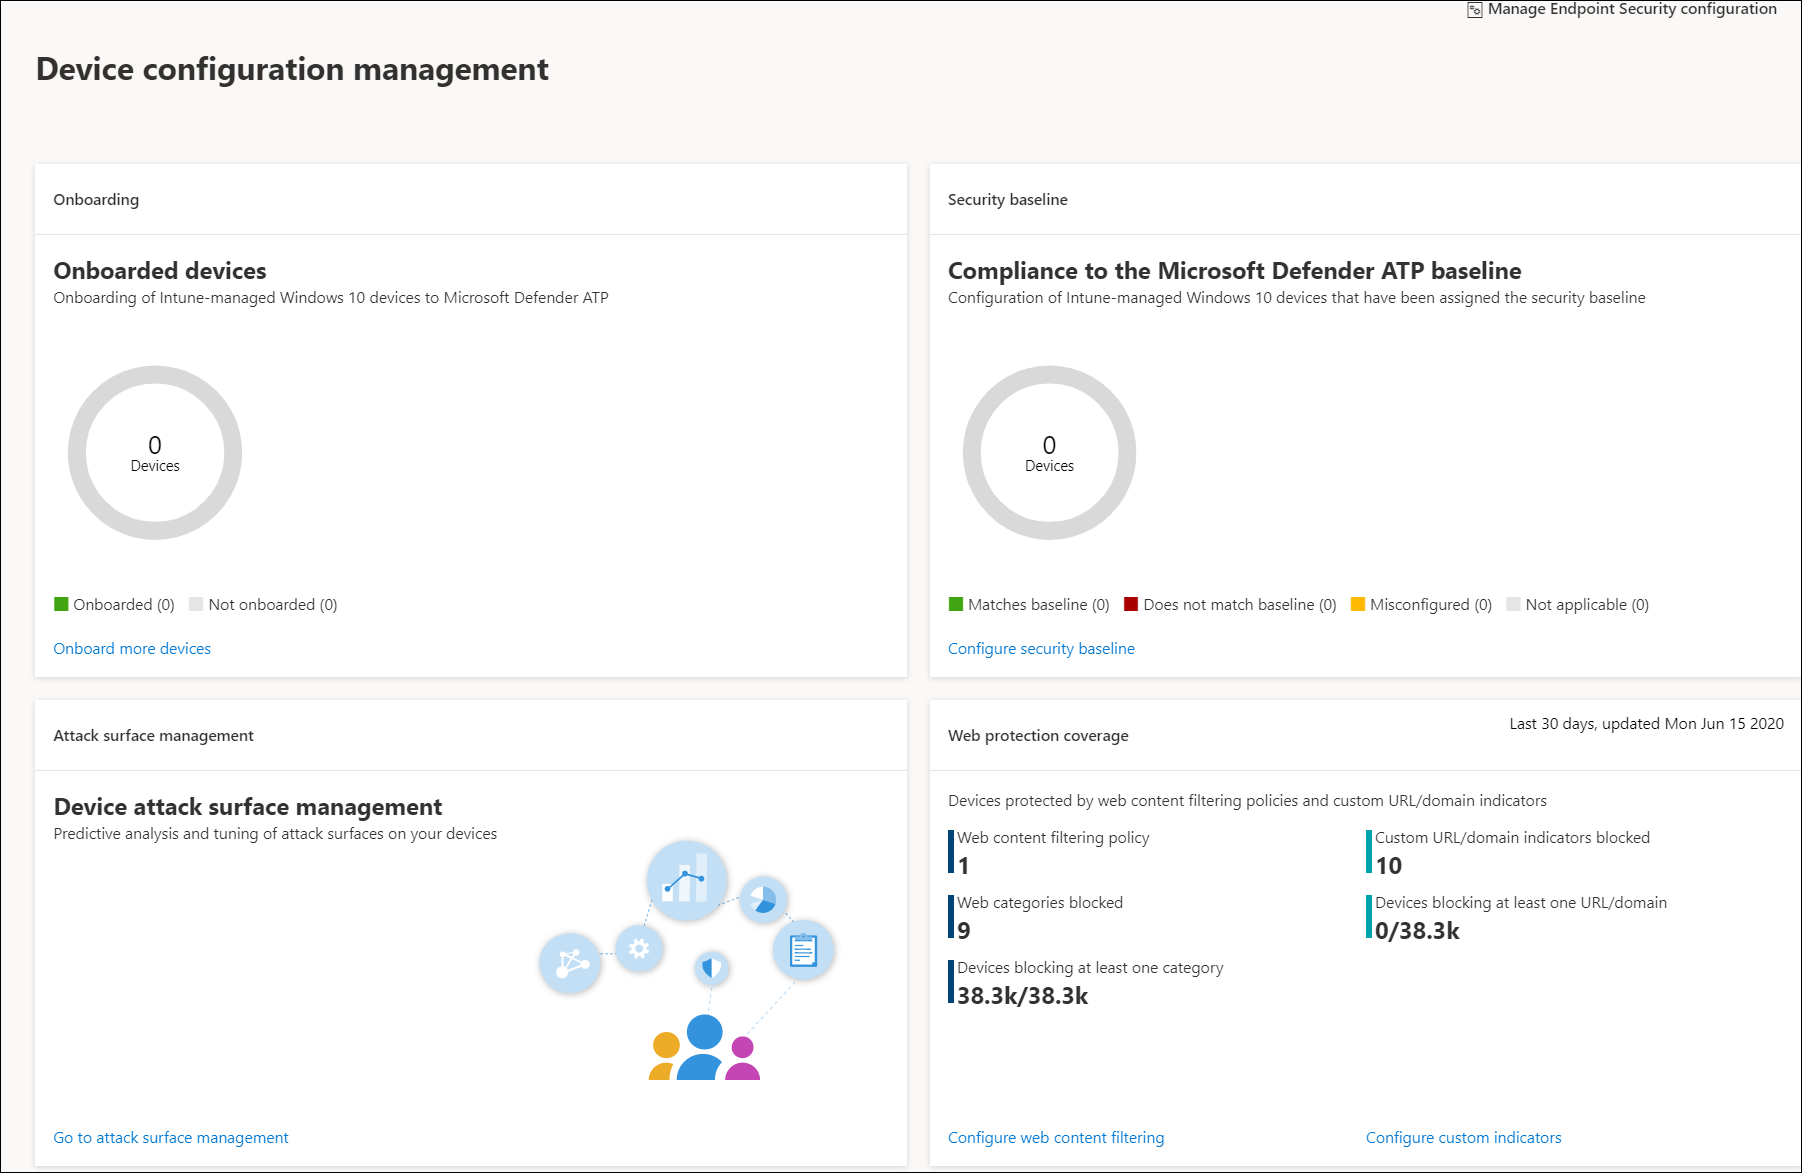 Manage Endpoint Security configuration
Device configuration management
Onboarding
Onboarded devices
Onboarding of Intune-managed Windows 10 devices to Microsoft Defender ATP
0
Devices
Onboarded (0) Not onboarded (0)
Onboard more devices
Security baseline
Compliance to the Microsoft Defender ATP baseline
Configuration of Intune-managed Windows 10 devices that have been assigned the security baseline
0
Devices
Matches baseline (0) Does not match baseline (0) Misconfigured (0) Not applicable (0)
Configure security baseline
Attack surface management
Device attack surface management
Predictive analysis and tuning of attack surfaces on your devices
Go to attack surface management
Web protection coverage
Last 30 days, updated Mon Jun 15 2020
Devices protected by web content filtering policies and custom URL/domain indicators
Web content filtering policy
1
Web categories blocked
9
Devices blocking at least one category
38.3k/38.3k
Custom URL/domain indicators blocked
10
Devices blocking at least one URL/domain
0/38.3k
Configure web content filtering
Configure custom indicators